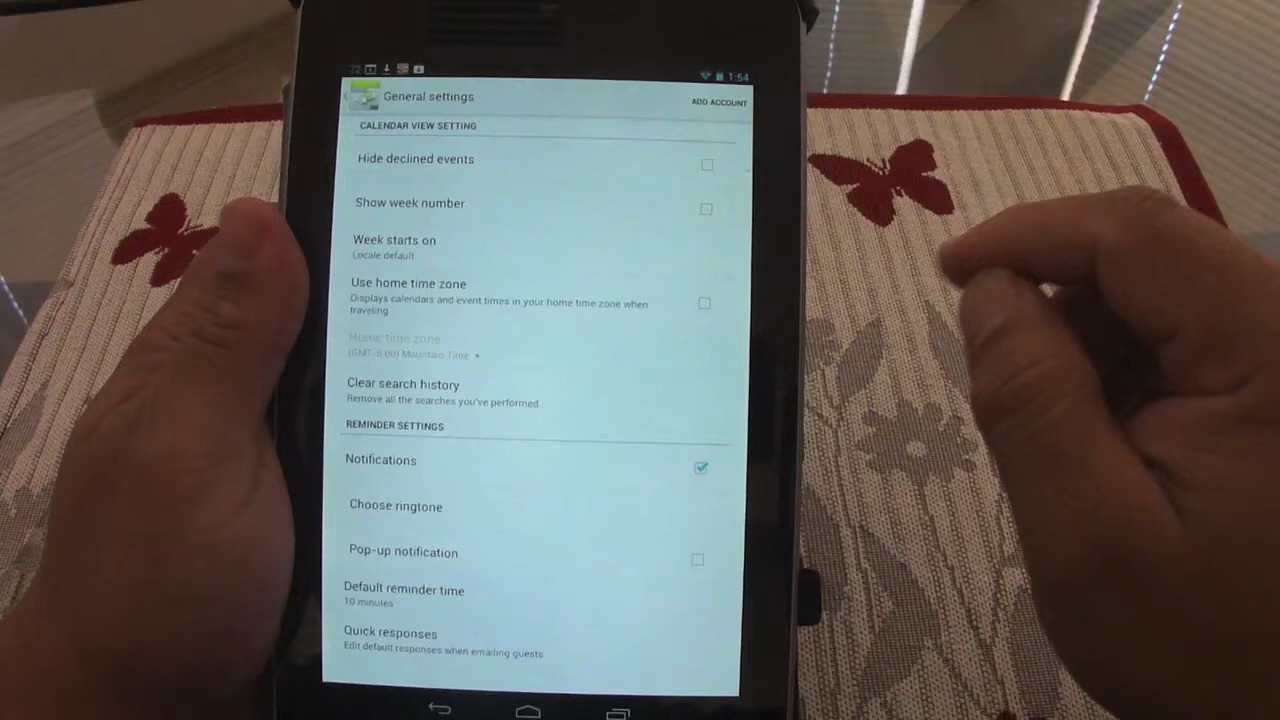 72
1:54
General settings
ADD ACCOUNT
CALENDAR VIEW SETTING
Hide declined events
Show week number
Week starts on
Locale default
Use home time zone
Displays calendars and event times in your home time zone when
traveling
Home time zone
(GMT-6:00) Mountain Time
Clear search history
Remove all the searches you've performed
REMINDER SETTINGS
Notifications
Choose ringtone
Pop-up notification
Default reminder time
10 minutes
Quick responses
Edit default responses when emailing guests